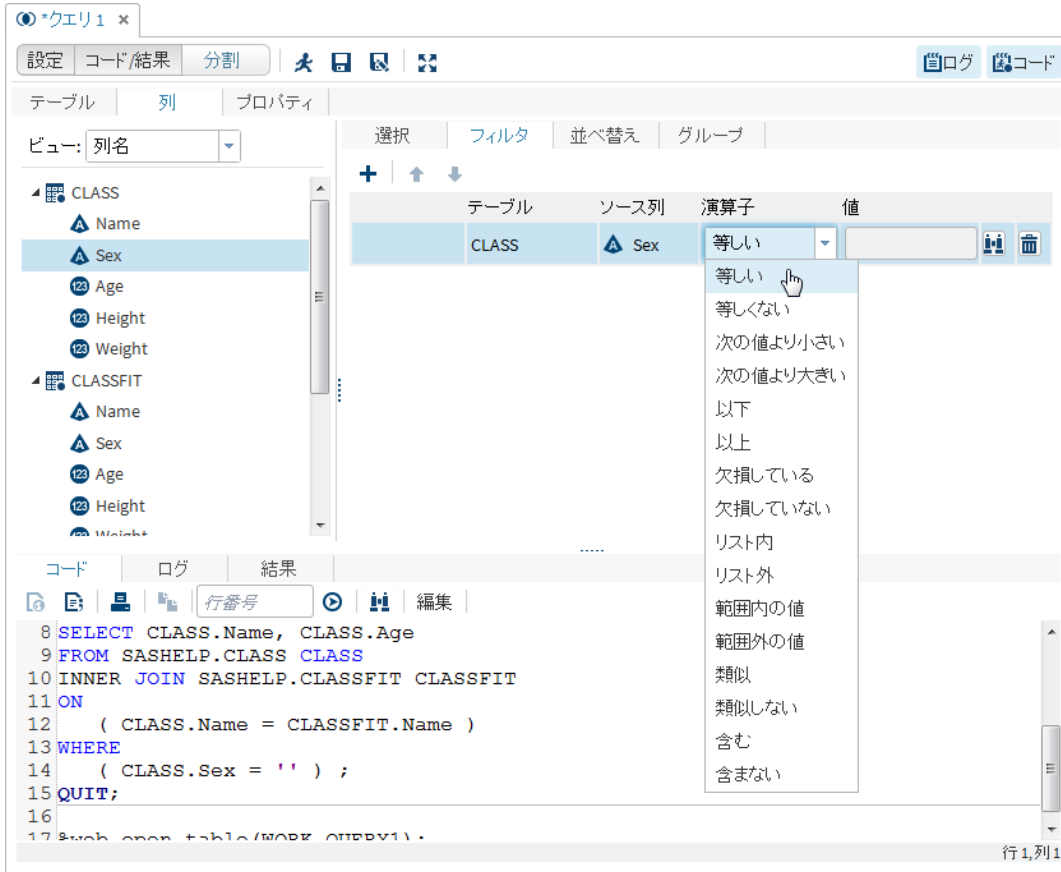 *クエリ 1 ×
設定 コード/結果 分割 ログ コード
テーブル 列 プロパティ
ビュー: 列名
CLASS
Name
Sex
Age
Height
Weight
CLASSFIT
Name
Sex
Age
Height
Weight
選択 フィルタ 並べ替え グループ
テーブル ソース列 演算子 値
CLASS Sex 等しい
等しい
等しくない
次の値より小さい
次の値より大きい
以下
以上
欠損している
欠損していない
リスト内
リスト外
範囲内の値
範囲外の値
類似
類似しない
含む
含まない
コード ログ 結果
行番号 編集
8 SELECT CLASS.Name, CLASS.Age
9 FROM SASHELP.CLASS CLASS
10 INNER JOIN SASHELP.CLASSFIT CLASSFIT
11 ON
12 ( CLASS.Name = CLASSFIT.Name )
13 WHERE
14 ( CLASS.Sex = '' ) ;
15 QUIT;
16
17 %web_open_table(WORK.QUERY1);
行1,列1